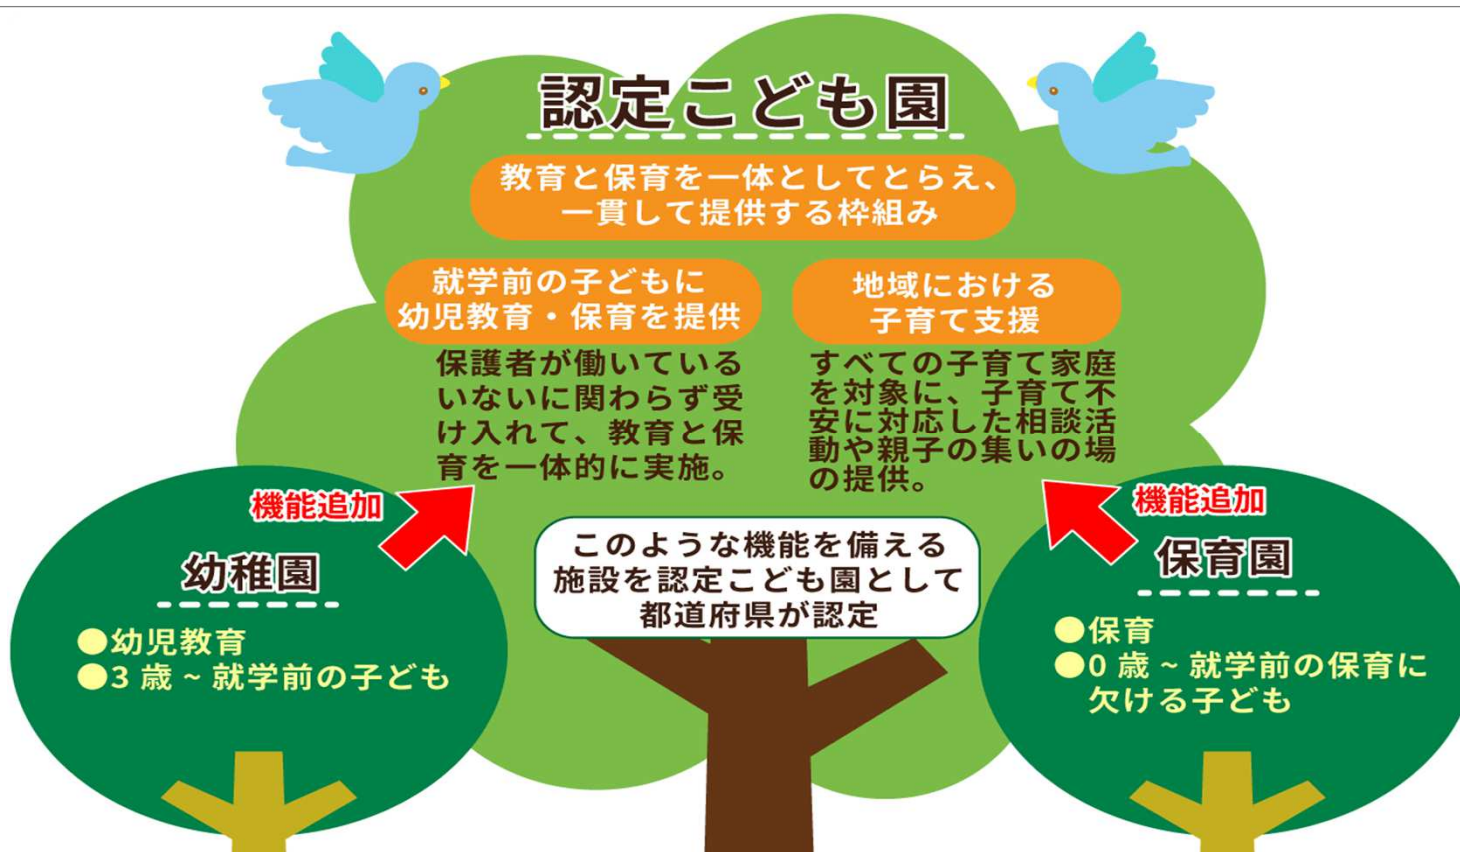 認定こども園
教育と保育を一体としてとらえ、
一貫して提供する枠組み
就学前の子どもに
幼児教育・保育を提供
保護者が働いている
いないに関わらず受
け入れて、教育と保
育を一体的に実施。
地域における
子育て支援
すべての子育て家庭
を対象に、子育て不
安に対応した相談活
動や親子の集いの場
の提供。
機能追加
幼稚園
●幼児教育
●3 歳 ~ 就学前の子ども
このような機能を備える
施設を認定こども園として
都道府県が認定
機能追加
保育園
●保育
●0 歳 ~ 就学前の保育に
欠ける子ども